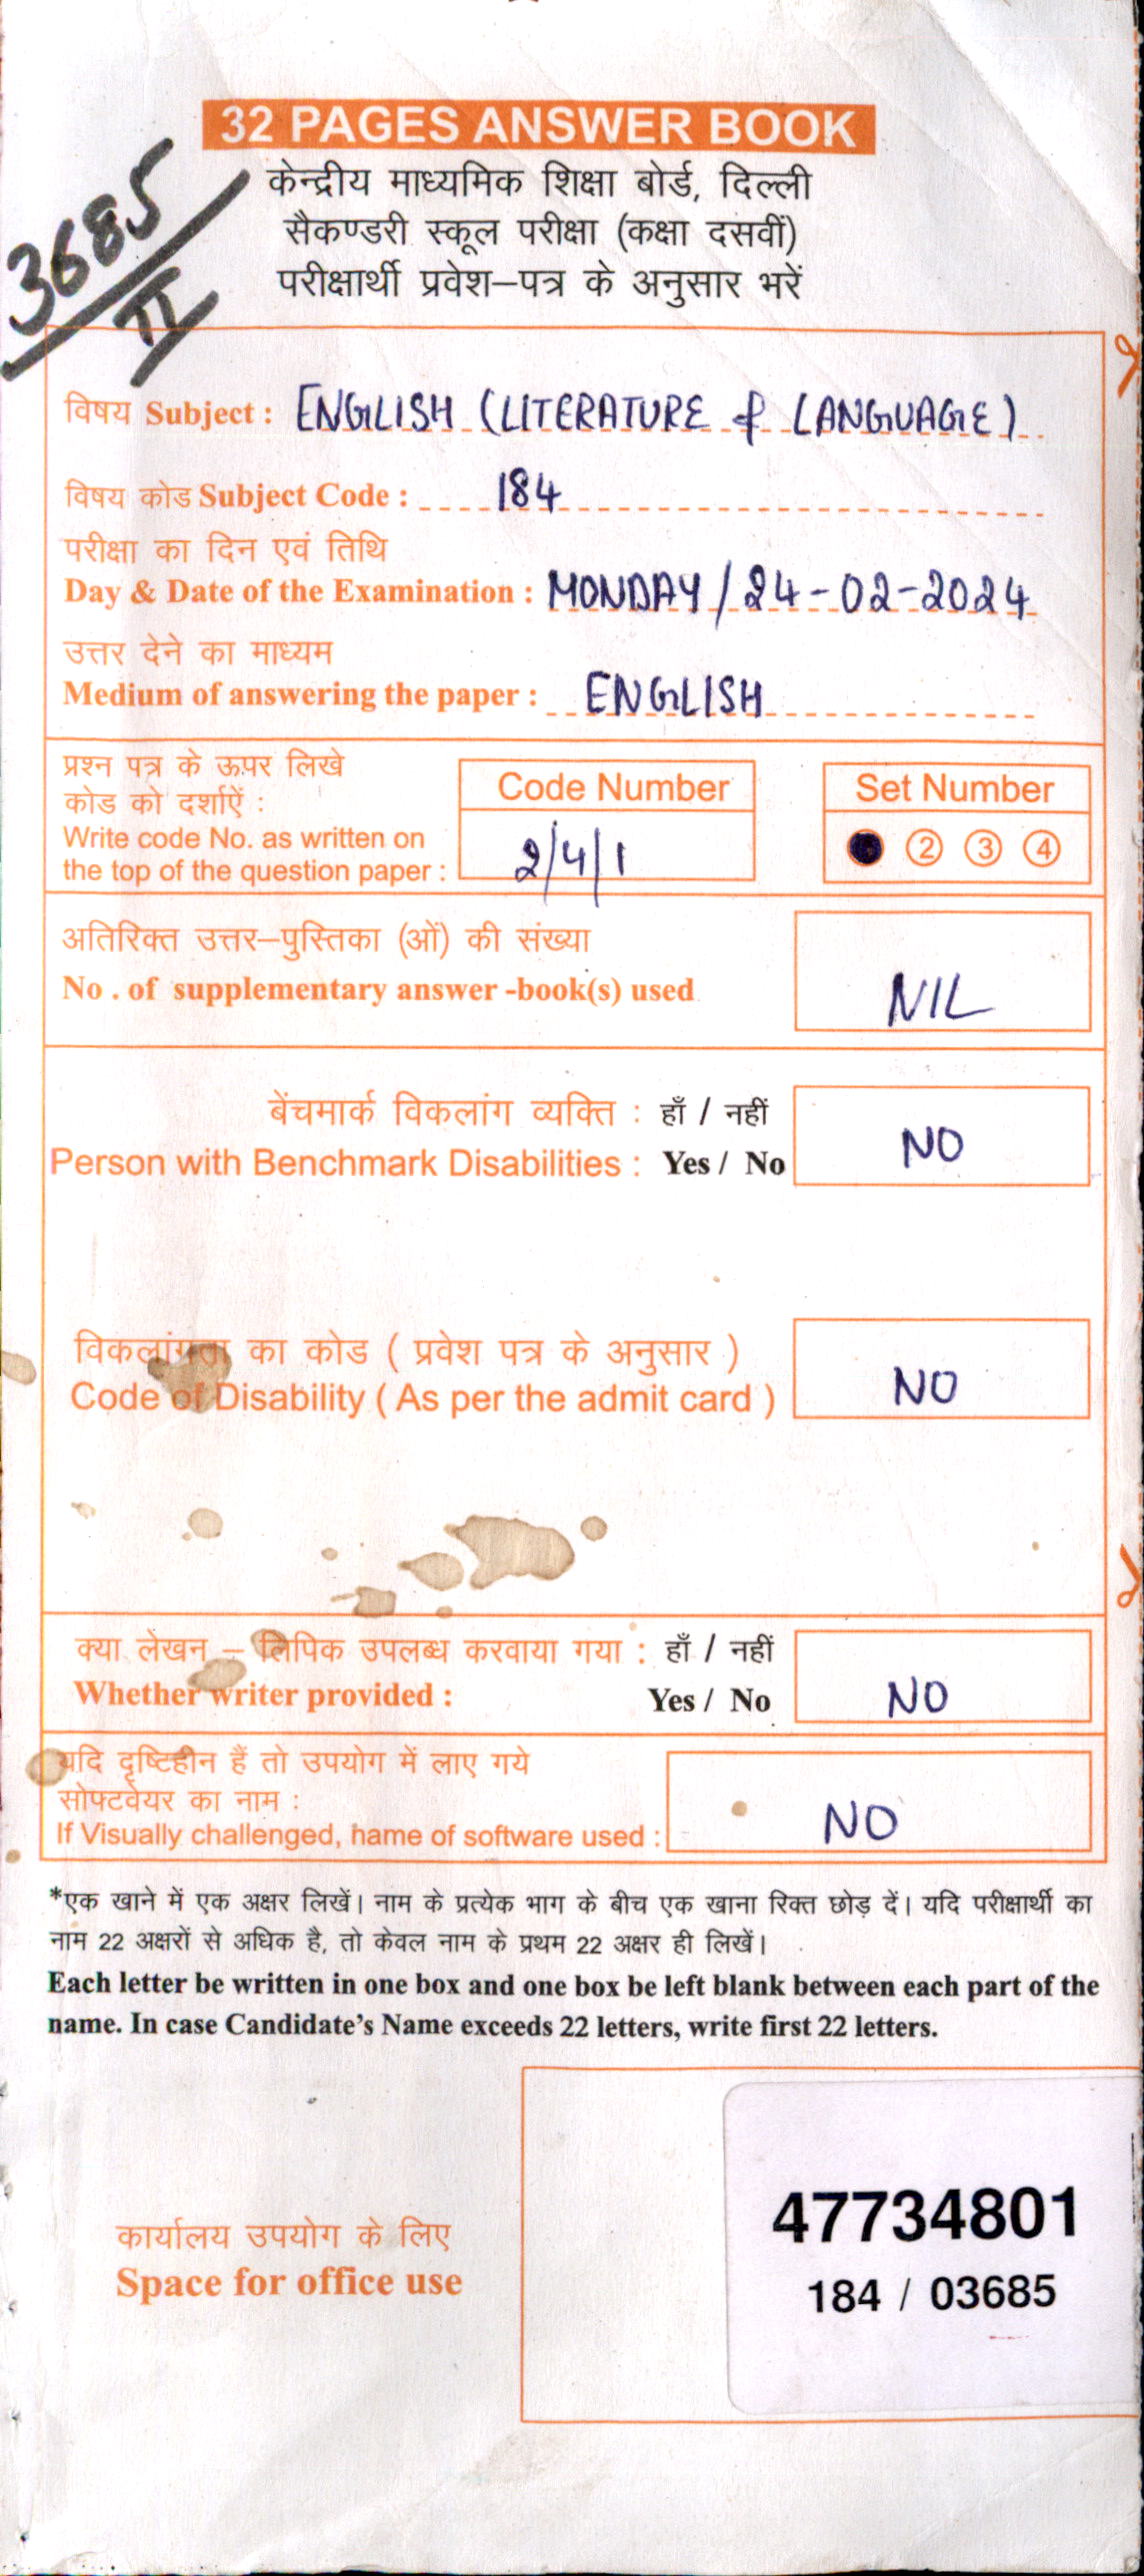 32 PAGES ANSWER BOOK
केन्द्रीय माध्यमिक शिक्षा बोर्ड, दिल्ली
सैकण्डरी स्कूल परीक्षा (कक्षा दसवीं)
परीक्षार्थी प्रवेश–पत्र के अनुसार भरें
3685
II
विषय Subject : ENGLISH (LITERATURE & LANGUAGE)
विषय कोड Subject Code : 184
परीक्षा का दिन एवं तिथि
Day & Date of the Examination : MONDAY / 24-02-2024
उत्तर देने का माध्यम
Medium of answering the paper : ENGLISH
प्रश्न पत्र के ऊपर लिखे
कोड को दर्शाऐं :
Write code No. as written on
the top of the question paper :
Code Number
2/4/1
Set Number
2 3 4
अतिरिक्त उत्तर–पुस्तिका (ओं) की संख्या
No . of supplementary answer -book(s) used
NIL
बेंचमार्क विकलांग व्यक्ति : हाँ / नहीं
Person with Benchmark Disabilities : Yes / No
NO
विकलांगता का कोड ( प्रवेश पत्र के अनुसार )
Code of Disability ( As per the admit card )
NO
क्या लेखन – लिपिक उपलब्ध करवाया गया : हाँ / नहीं
Whether writer provided : Yes / No
NO
यदि दृष्टिहीन हैं तो उपयोग में लाए गये
सोफ्टवेयर का नाम :
If Visually challenged, name of software used :
NO
*एक खाने में एक अक्षर लिखें। नाम के प्रत्येक भाग के बीच एक खाना रिक्त छोड़ दें। यदि परीक्षार्थी का
नाम 22 अक्षरों से अधिक है, तो केवल नाम के प्रथम 22 अक्षर ही लिखें।
Each letter be written in one box and one box be left blank between each part of the
name. In case Candidate's Name exceeds 22 letters, write first 22 letters.
कार्यालय उपयोग के लिए
Space for office use
47734801
184 / 03685